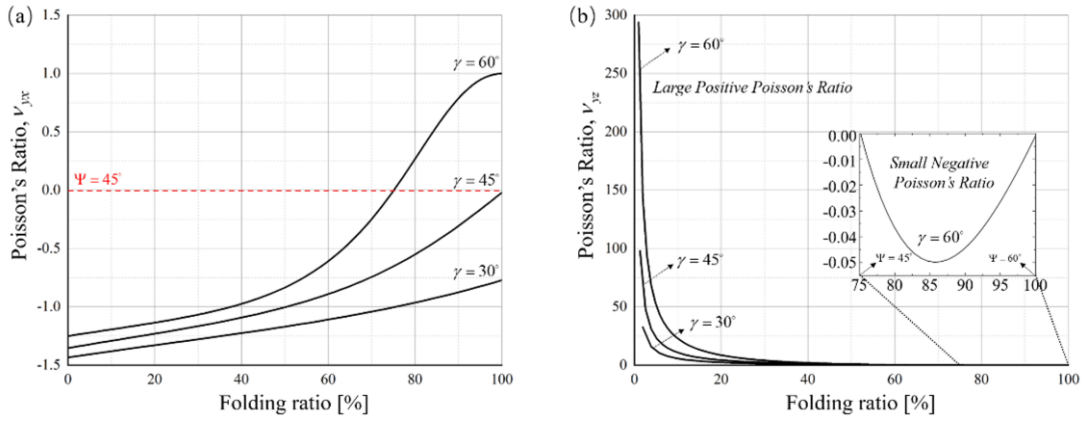 (a)
1.5
1.0
0.5
0.0
-0.5
-1.0
-1.5
Poisson's Ratio, νyx
γ = 60°
Ψ = 45°
γ = 45°
γ = 30°
0 20 40 60 80 100
Folding ratio [%]
(b)
300
250
200
150
100
50
0
Poisson's Ratio, νyz
γ = 60°
Large Positive Poisson's Ratio
γ = 45°
γ = 30°
0.00
-0.01
-0.02
-0.03
-0.04
-0.05
Small Negative
Poisson's Ratio
γ = 60°
Ψ = 45° Ψ – 60°
75 80 85 90 95 100
0 20 40 60 80 100
Folding ratio [%]